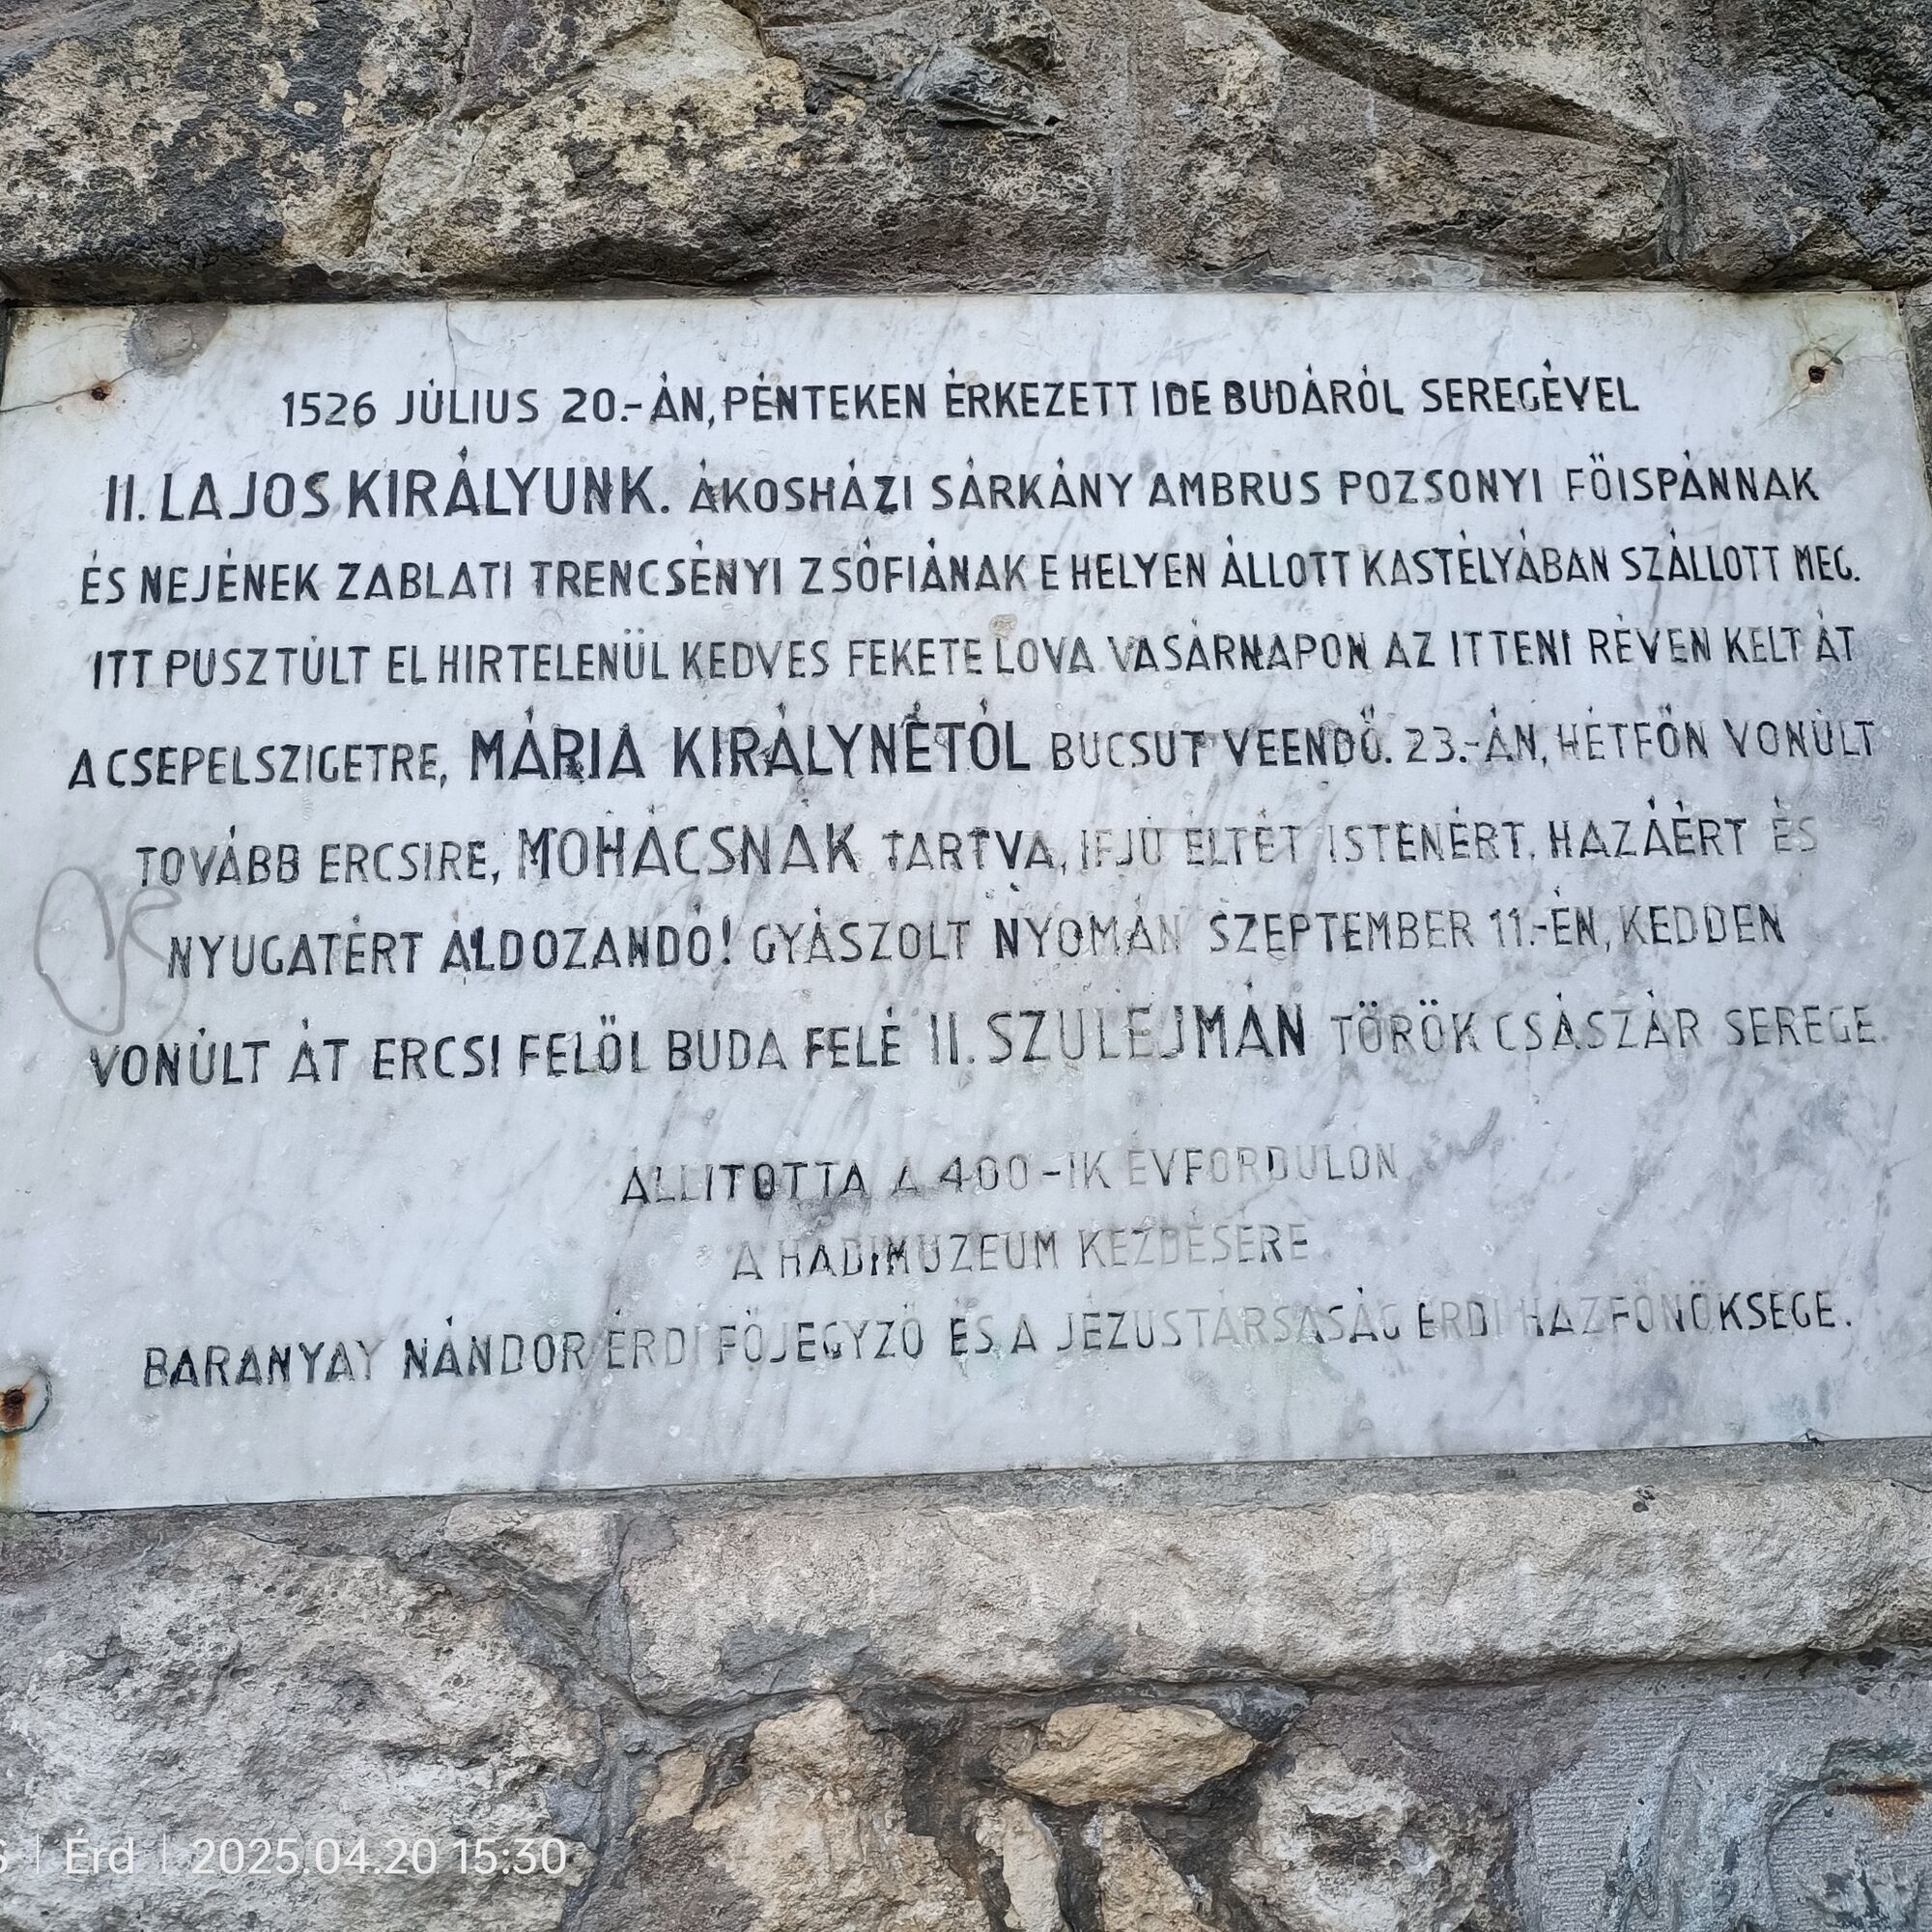 1526 JÚLIUS 20.-ÁN, PÉNTEKEN ÉRKEZETT IDE BUDÁRÓL SEREGÉVEL
II. LAJOS KIRÁLYUNK. ÁKOSHÁZI SÁRKÁNY AMBRUS POZSONYI FŐISPÁNNAK
ÉS NEJÉNEK ZABLATI TRENCSÉNYI ZSÓFIÁNAK E HELYEN ÁLLOTT KASTÉLYÁBAN SZÁLLOTT MEG.
ITT PUSZTÚLT EL HIRTELENÜL KEDVES FEKETE LOVA VASÁRNAPON AZ ITTENI RÉVEN KELT ÁT
A CSEPELSZIGETRE, MÁRIA KIRÁLYNÉTÓL BUCSUT VEENDŐ. 23.-ÁN, HÉTFŐN VONÚLT
TOVÁBB ERCSIRE, MOHÁCSNAK TARTVA, IFJÚ ÉLTÉT ISTENÉRT, HAZÁÉRT ÉS
NYUGATÉRT ÁLDOZANDÓ! GYÁSZOLT NYOMÁN SZEPTEMBER 11.-ÉN, KEDDEN
VONÚLT ÁT ERCSI FELŐL BUDA FELÉ II. SZULEJMÁN TÖRÖK CSÁSZÁR SEREGE.
ÁLLITOTTA A 400-IK ÉVFORDULÓN
A HADIMÚZEUM KÉZDÉSÉRE
BARANYAY NÁNDOR ÉRDI FŐJEGYZŐ ÉS A JÉZUSTÁRSASÁG ÉRDI HÁZFŐNÖKSÉGE.
Érd | 2025.04.20 15:30